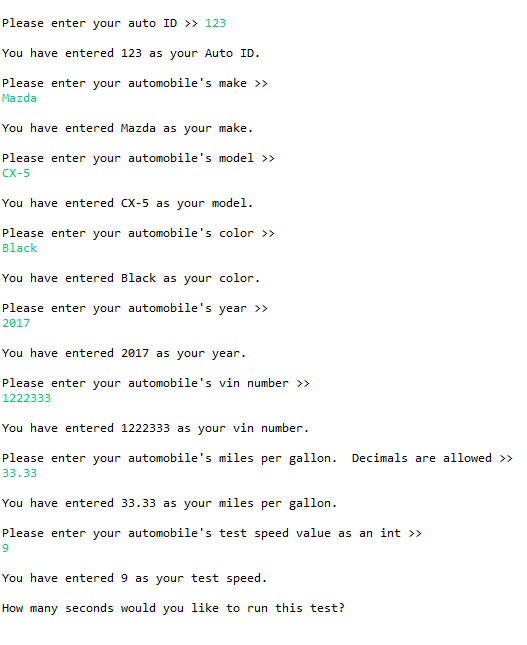 Please enter your auto ID >> 123
You have entered 123 as your Auto ID.
Please enter your automobile's make >>
Mazda
You have entered Mazda as your make.
Please enter your automobile's model >>
CX-5
You have entered CX-5 as your model.
Please enter your automobile's color >>
Black
You have entered Black as your color.
Please enter your automobile's year >>
2017
You have entered 2017 as your year.
Please enter your automobile's vin number >>
1222333
You have entered 1222333 as your vin number.
Please enter your automobile's miles per gallon.  Decimals are allowed >>
33.33
You have entered 33.33 as your miles per gallon.
Please enter your automobile's test speed value as an int >>
9
You have entered 9 as your test speed.
How many seconds would you like to run this test?